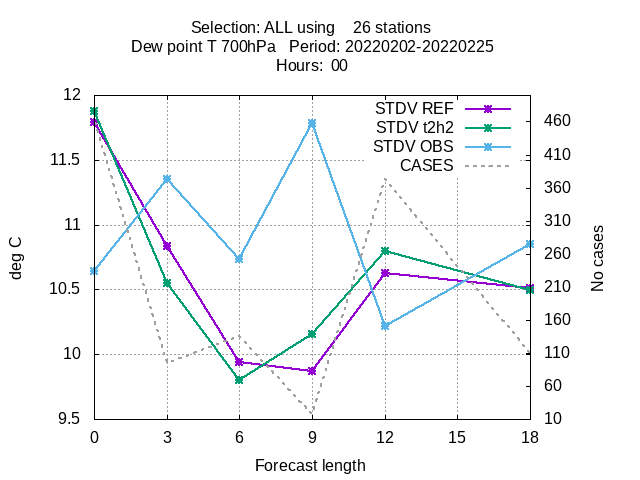 Selection: ALL using    26 stations
Dew point T 700hPa   Period: 20220202-20220225
Hours:  00
STDV REF
STDV t2h2
STDV OBS
CASES
12
11.5
11
10.5
10
9.5
deg C
460
410
360
310
260
210
160
110
60
10
No cases
0 3 6 9 12 15 18
Forecast length